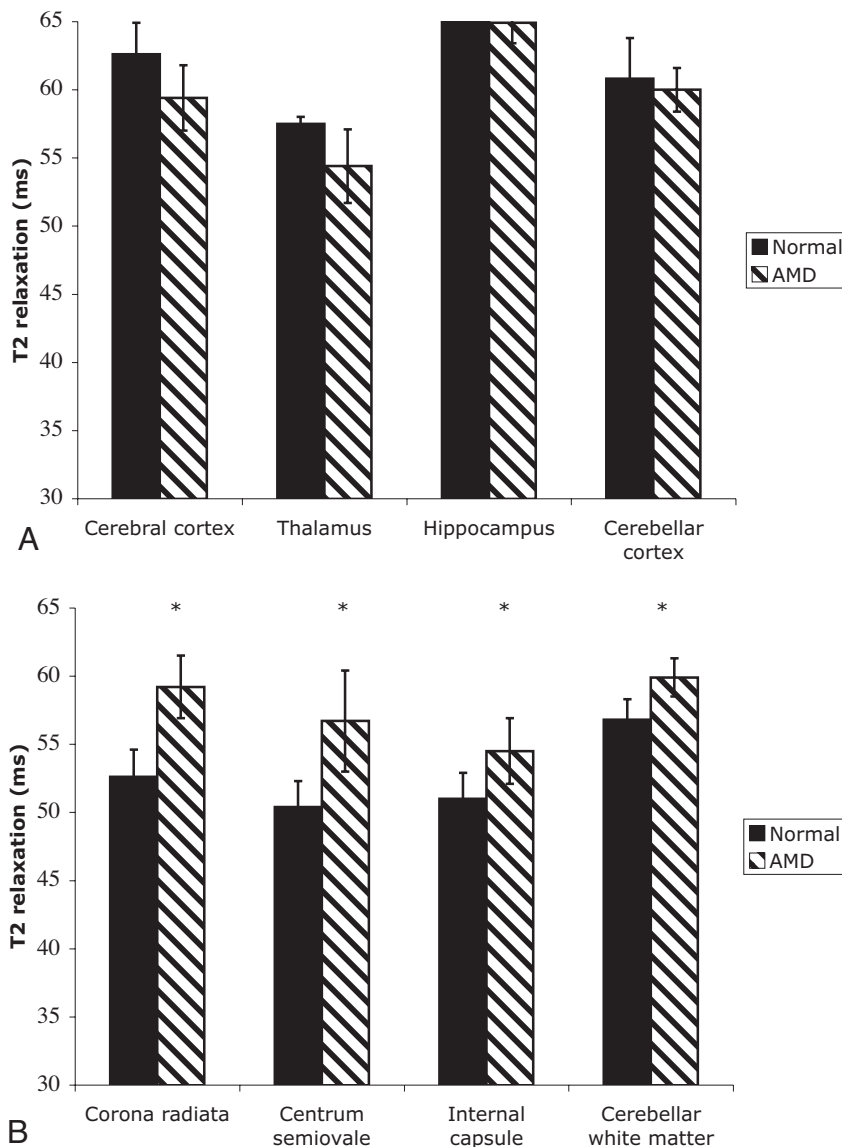 65
60
55
50
45
40
35
30
T2 relaxation (ms)
Normal
AMD
A
Cerebral cortex
Thalamus
Hippocampus
Cerebellar
cortex
65
60
55
50
45
40
35
30
T2 relaxation (ms)
*
*
*
*
Normal
AMD
B
Corona radiata
Centrum
semiovale
Internal
capsule
Cerebellar
white matter